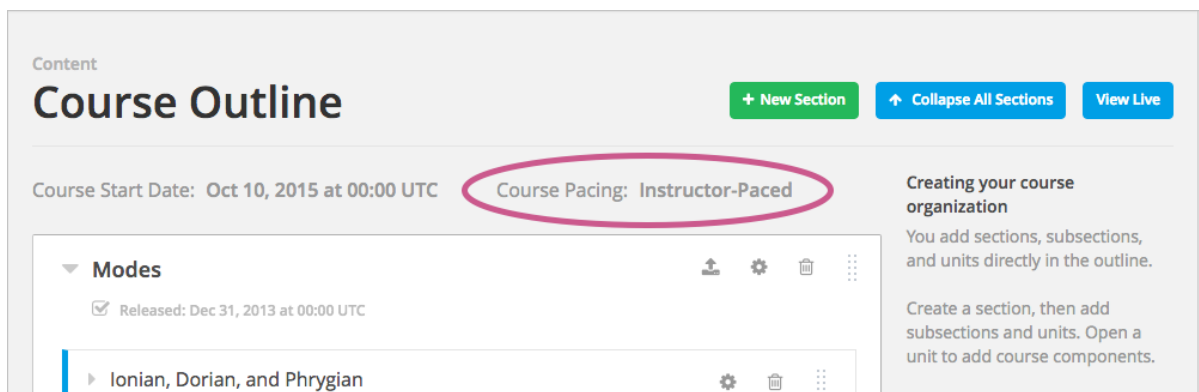 Content
Course Outline
+ New Section
Collapse All Sections
View Live
Course Start Date: Oct 10, 2015 at 00:00 UTC
Course Pacing: Instructor-Paced
Modes
Released: Dec 31, 2013 at 00:00 UTC
Ionian, Dorian, and Phrygian
Creating your course
organization
You add sections, subsections,
and units directly in the outline.
Create a section, then add
subsections and units. Open a
unit to add course components.